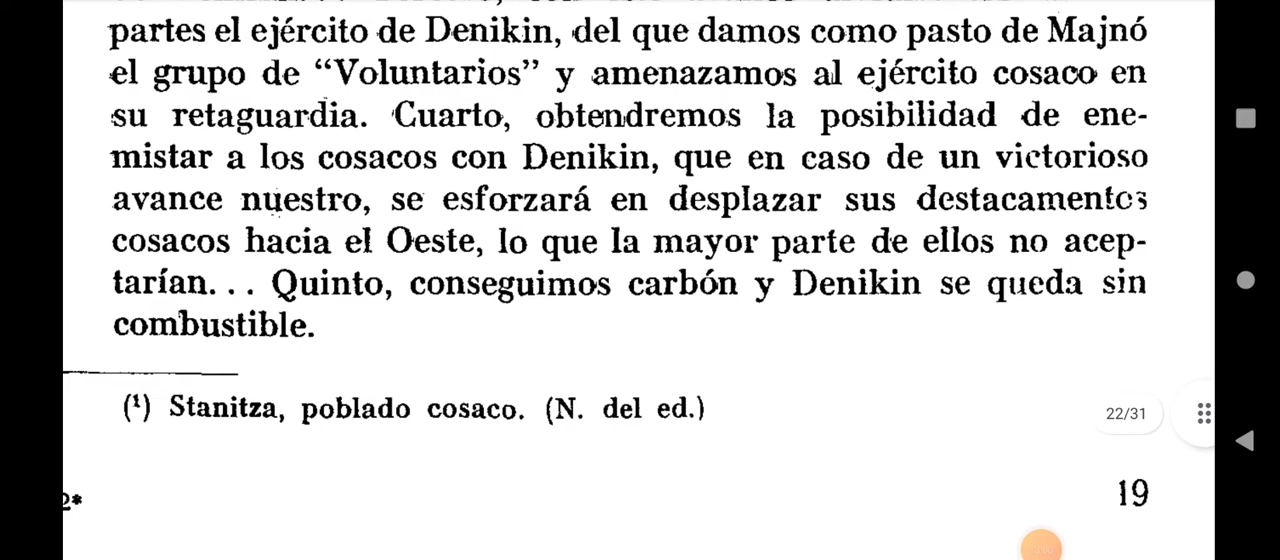 partes el ejército de Denikin, del que damos como pasto de Majnó
el grupo de “Voluntarios” y amenazamos al ejército cosaco en
su retaguardia. Cuarto, obtendremos la posibilidad de ene-
mistar a los cosacos con Denikin, que en caso de un victorioso
avance nuestro, se esforzará en desplazar sus destacamentos
cosacos hacia el Oeste, lo que la mayor parte de ellos no acep-
tarían. . . Quinto, conseguimos carbón y Denikin se queda sin
combustible.
(¹) Stanitza, poblado cosaco. (N. del ed.)
22/31
2*
19